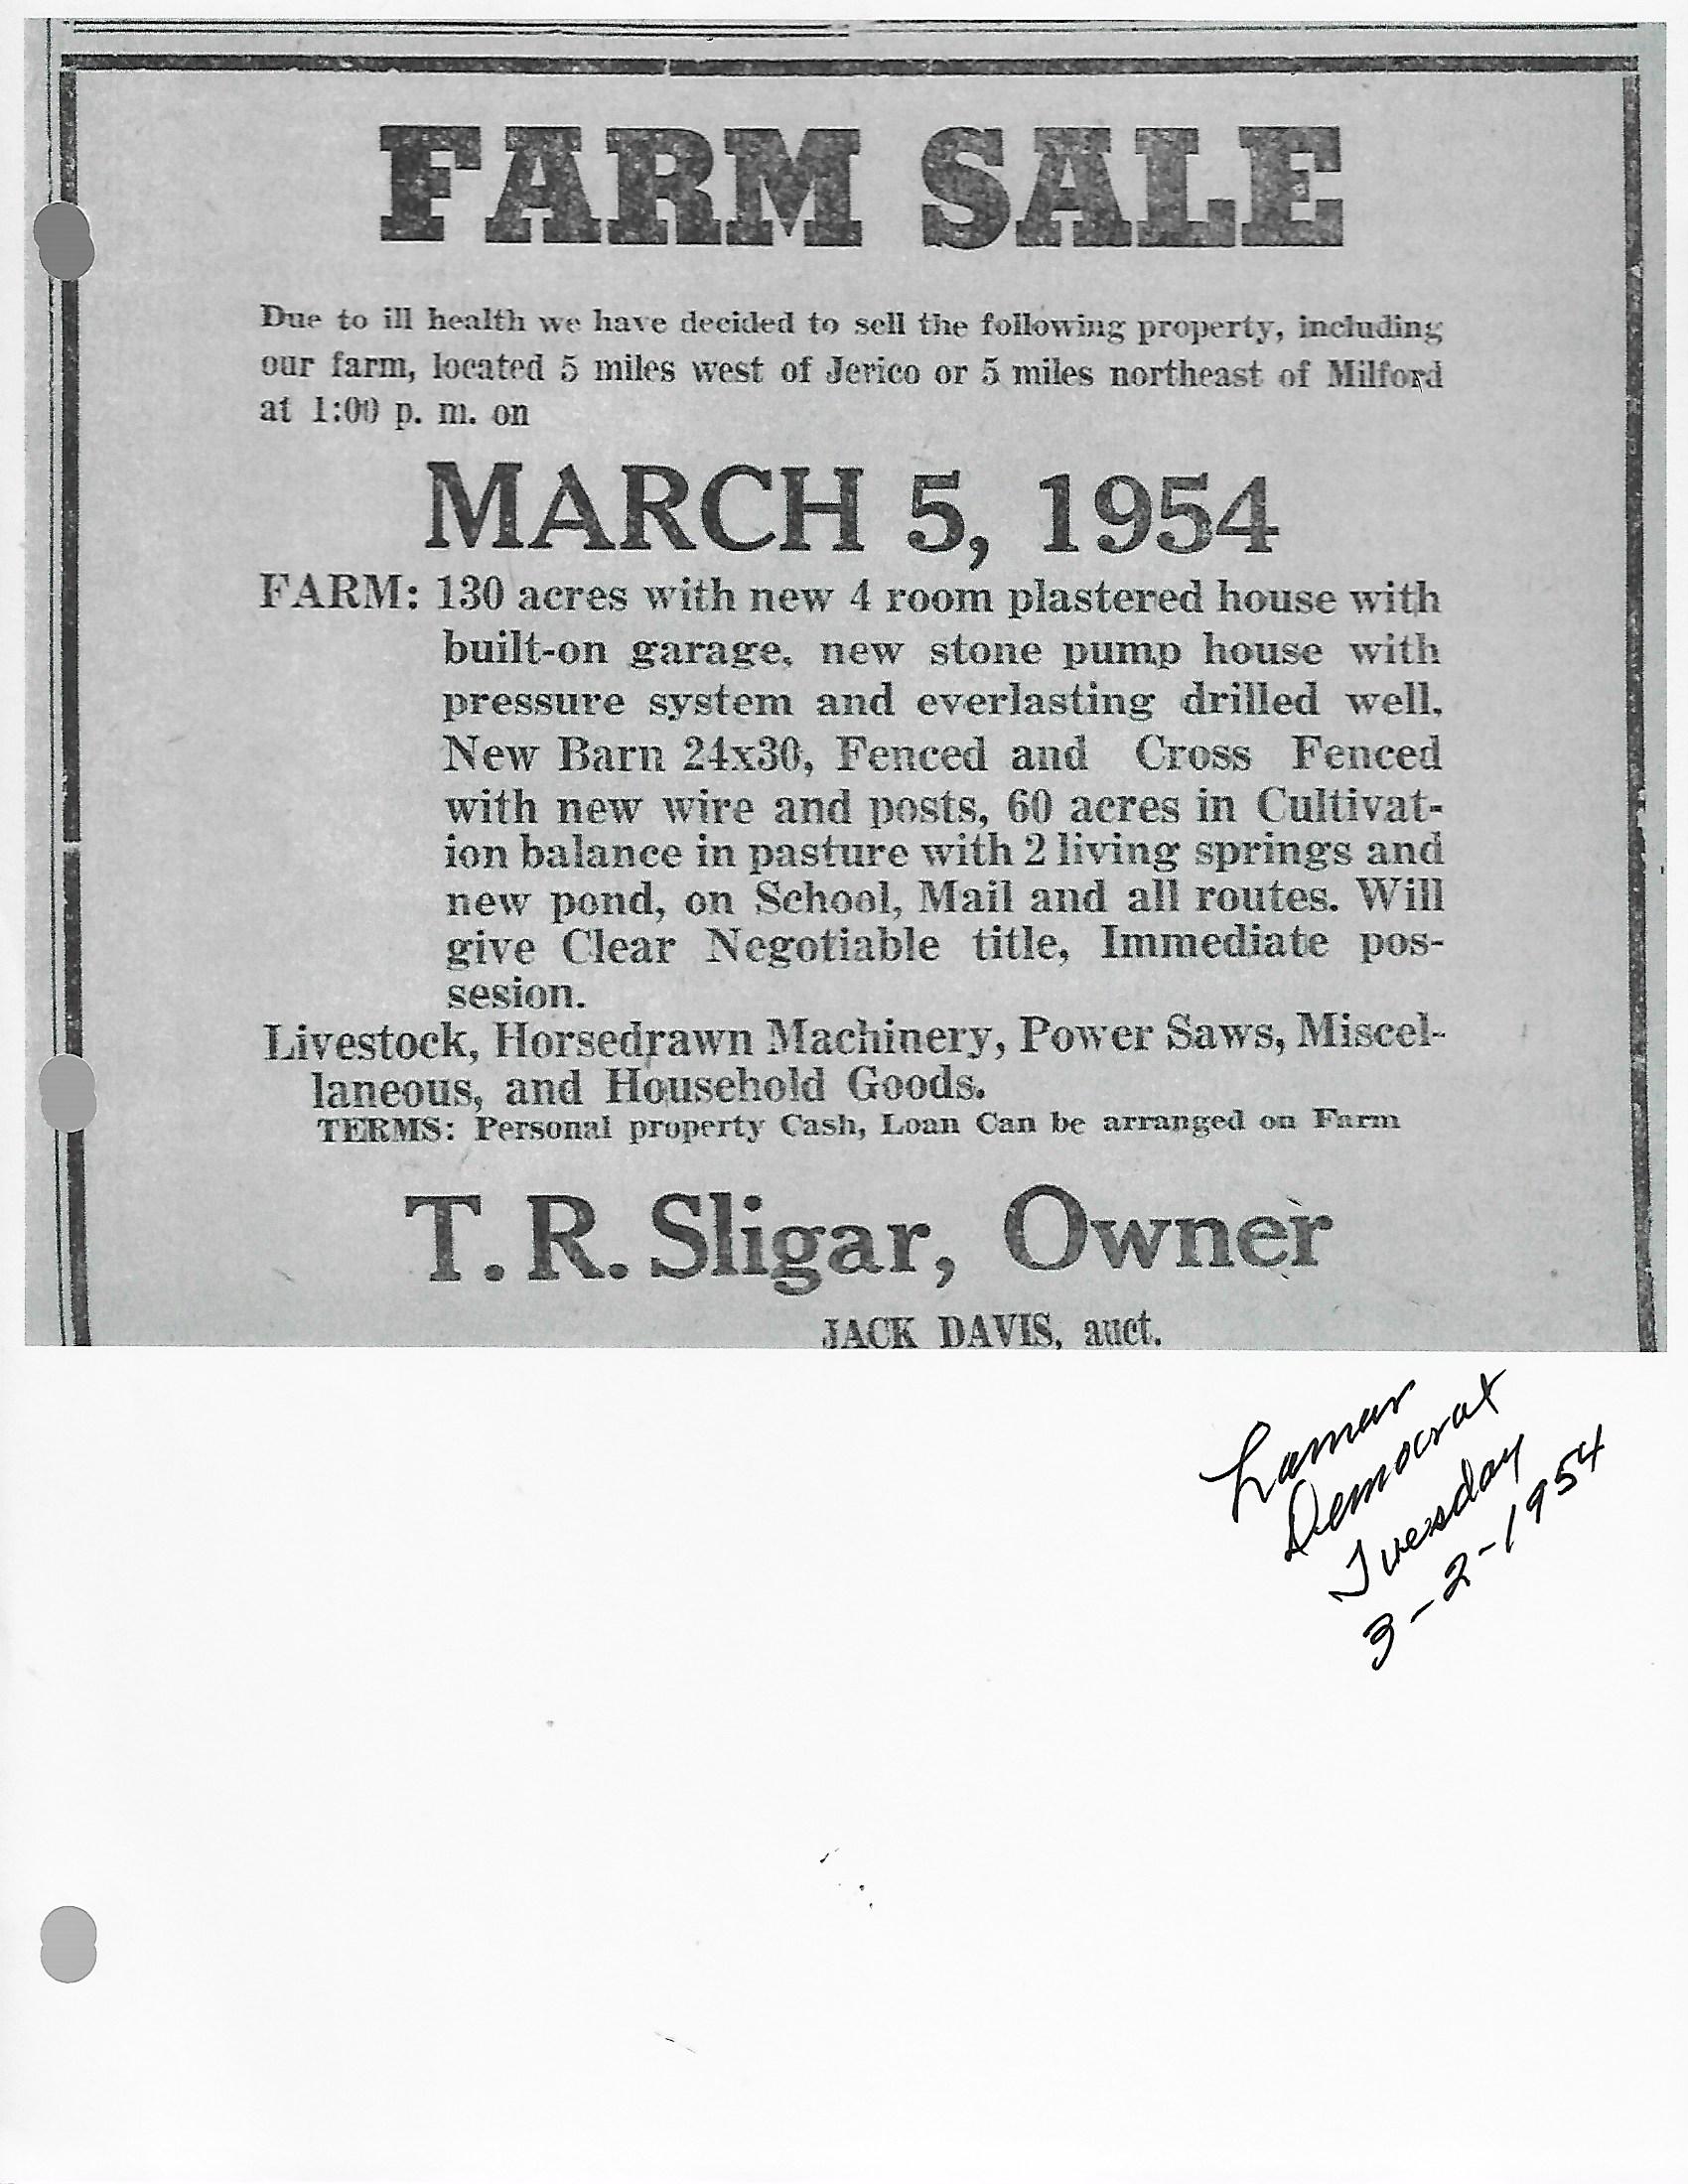 FARM SALE
Due to ill health we have decided to sell the following property, including
our farm, located 5 miles west of Jerico or 5 miles northeast of Milford
at 1:00 p. m. on
MARCH 5, 1954
FARM: 130 acres with new 4 room plastered house with
built-on garage, new stone pump house with
pressure system and everlasting drilled well.
New Barn 24x30, Fenced and Cross Fenced
with new wire and posts, 60 acres in Cultivat-
ion balance in pasture with 2 living springs and
new pond, on School, Mail and all routes. Will
give Clear Negotiable title, Immediate pos-
sesion.
Livestock, Horsedrawn Machinery, Power Saws, Miscel-
laneous, and Household Goods.
TERMS: Personal property Cash, Loan Can be arranged on Farm
T. R. Sligar, Owner
JACK DAVIS, auct.
Lamar
Democrat
Tuesday
3-2-1954